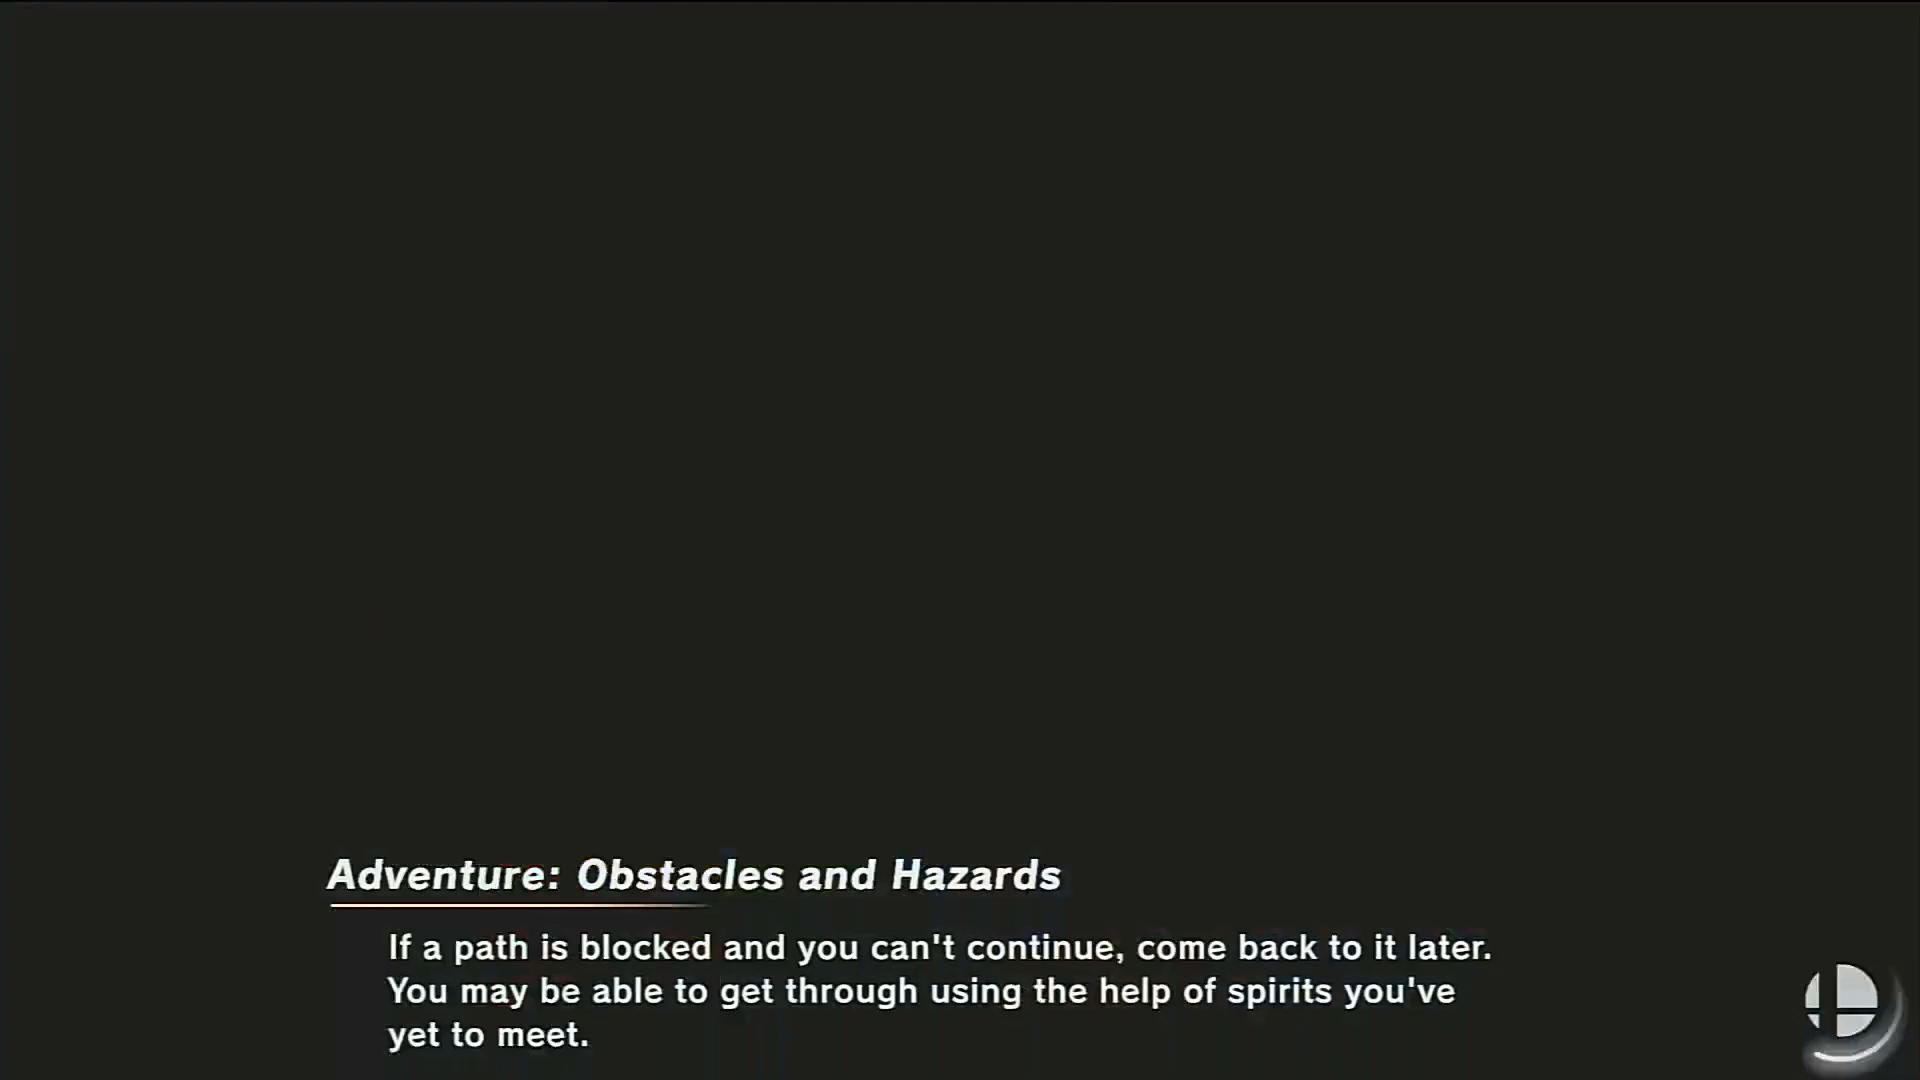 Adventure: Obstacles and Hazards
If a path is blocked and you can't continue, come back to it later.
You may be able to get through using the help of spirits you've
yet to meet.